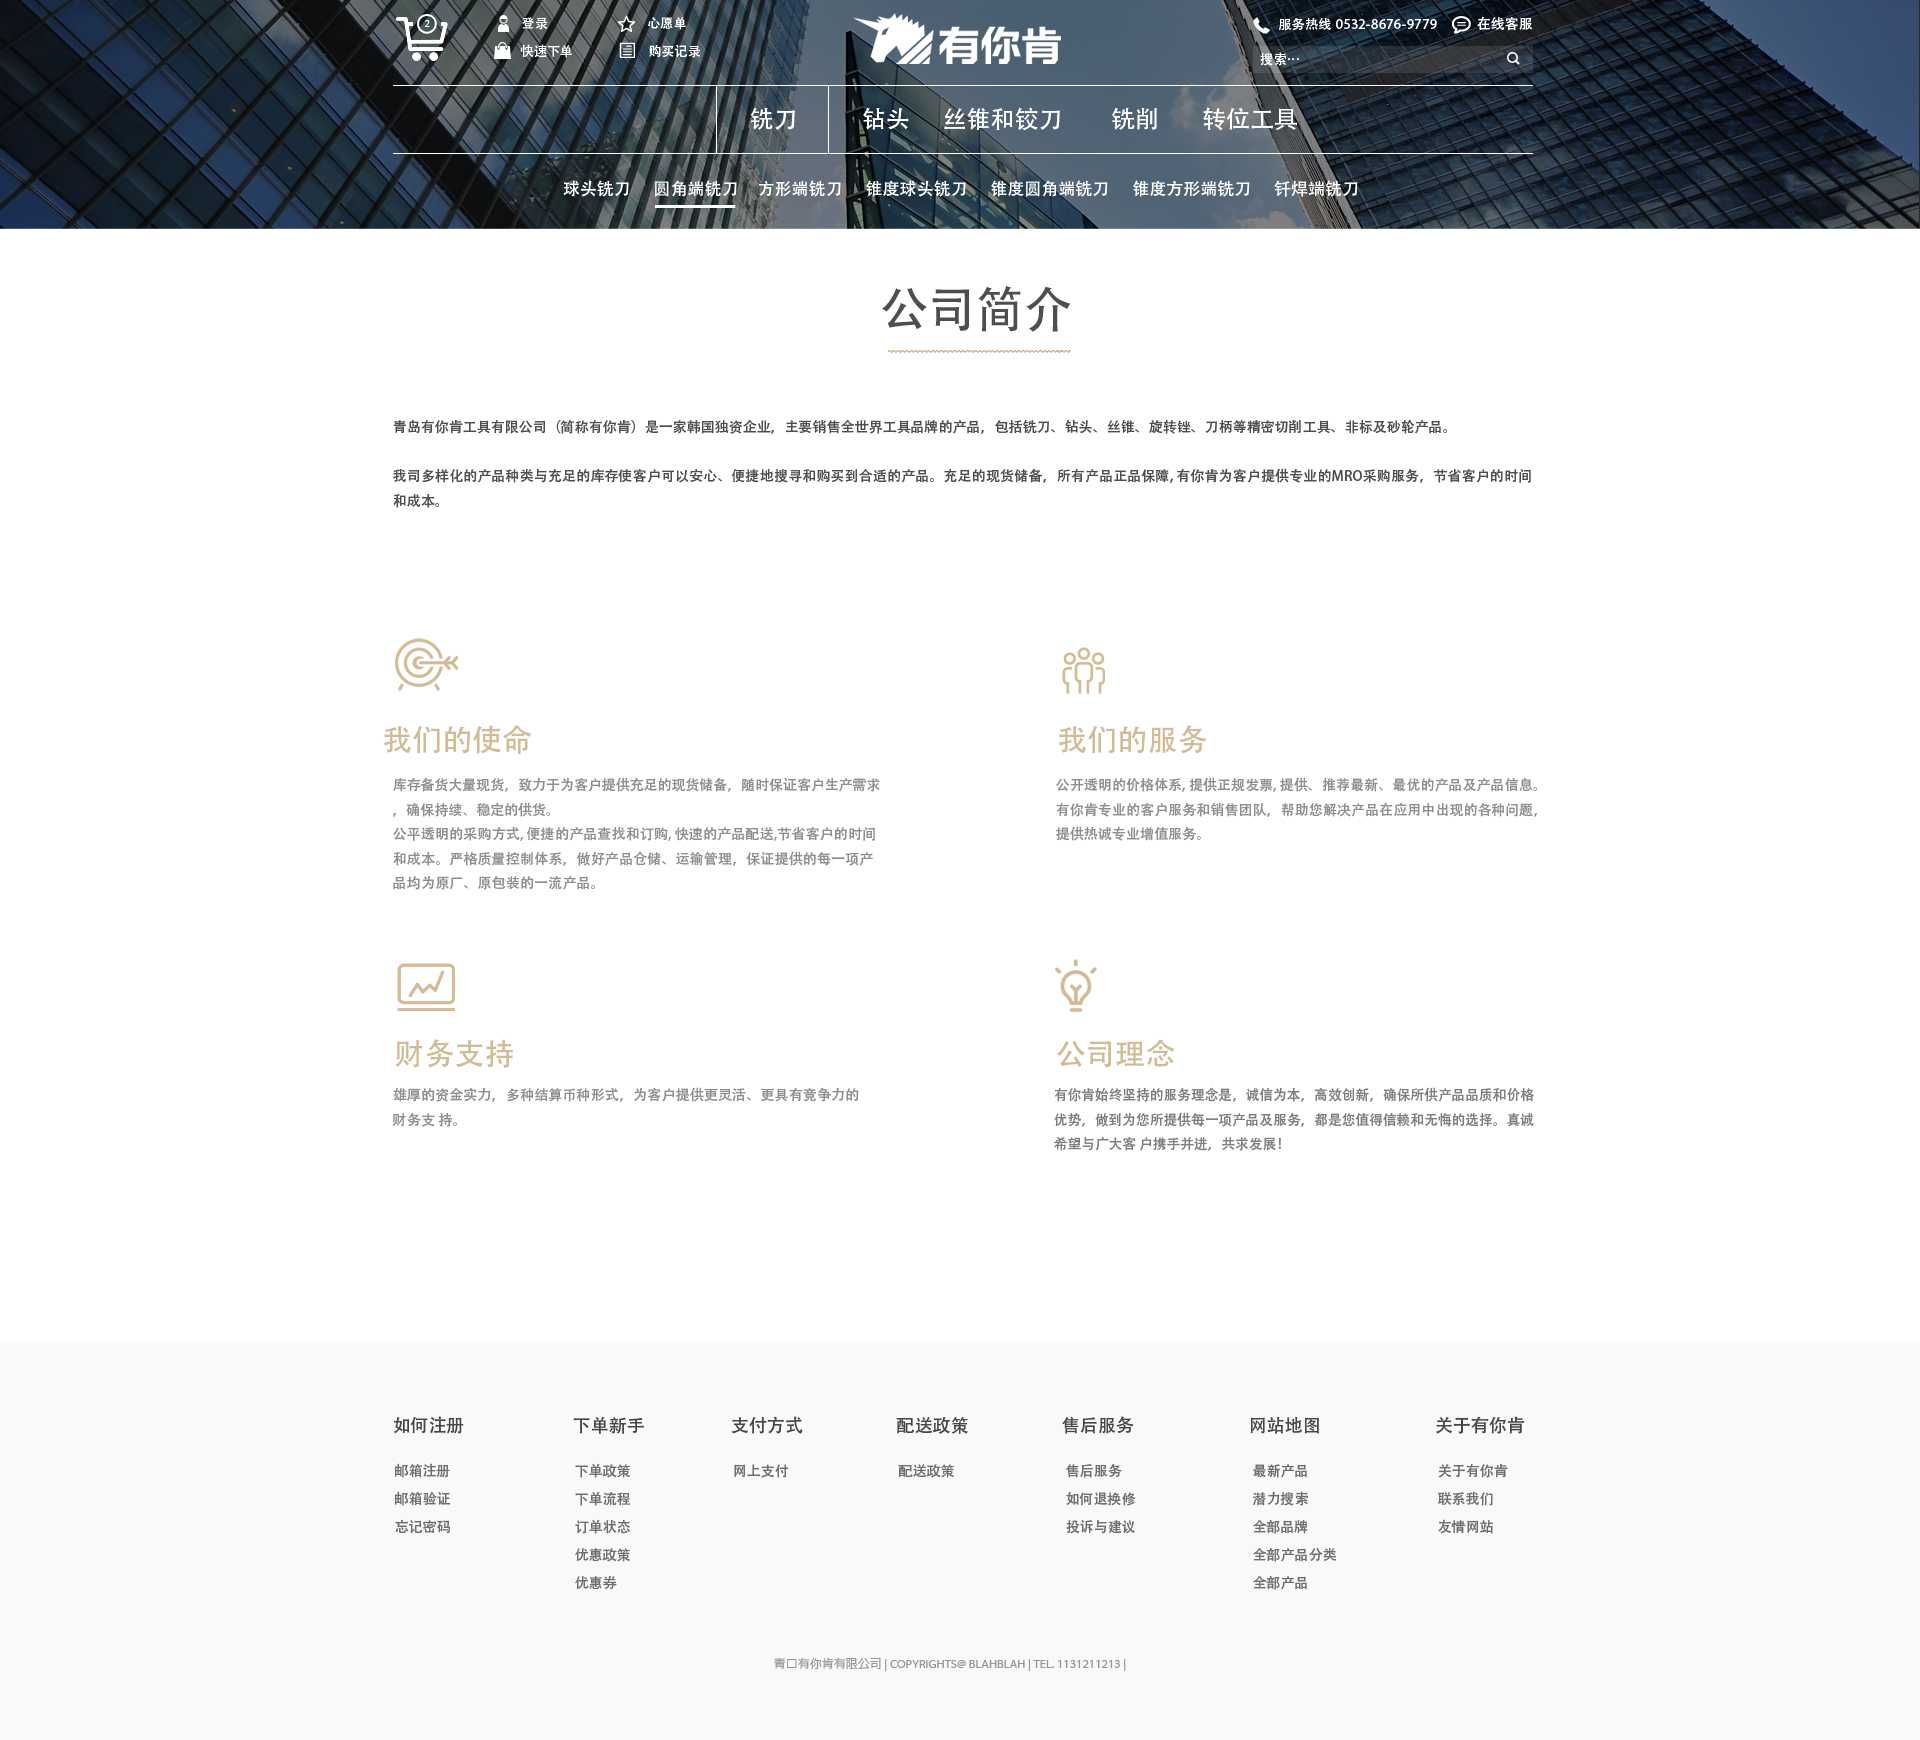 2
登录
心愿单
快速下单
购买记录
有你肯
服务热线 0532-8676-9779
在线客服
搜索···
铣刀
钻头
丝锥和铰刀
铣削
转位工具
球头铣刀
圆角端铣刀
方形端铣刀
锥度球头铣刀
锥度圆角端铣刀
锥度方形端铣刀
钎焊端铣刀
公司简介
青岛有你肯工具有限公司（简称有你肯）是一家韩国独资企业，主要销售全世界工具品牌的产品，包括铣刀、钻头、丝锥、旋转锉、刀柄等精密切削工具、非标及砂轮产品。
我司多样化的产品种类与充足的库存使客户可以安心、便捷地搜寻和购买到合适的产品。充足的现货储备，所有产品正品保障,有你肯为客户提供专业的MRO采购服务，节省客户的时间
和成本。
我们的使命
库存备货大量现货，致力于为客户提供充足的现货储备，随时保证客户生产需求
，确保持续、稳定的供货。
公平透明的采购方式,便捷的产品查找和订购,快速的产品配送,节省客户的时间
和成本。严格质量控制体系，做好产品仓储、运输管理，保证提供的每一项产
品均为原厂、原包装的一流产品。
我们的服务
公开透明的价格体系,提供正规发票,提供、推荐最新、最优的产品及产品信息。
有你肯专业的客户服务和销售团队，帮助您解决产品在应用中出现的各种问题,
提供热诚专业增值服务。
财务支持
雄厚的资金实力，多种结算币种形式，为客户提供更灵活、更具有竞争力的
财务支 持。
公司理念
有你肯始终坚持的服务理念是，诚信为本，高效创新，确保所供产品品质和价格
优势，做到为您所提供每一项产品及服务，都是您值得信赖和无悔的选择。真诚
希望与广大客 户携手并进，共求发展！
如何注册
邮箱注册
邮箱验证
忘记密码
下单新手
下单政策
下单流程
订单状态
优惠政策
优惠券
支付方式
网上支付
配送政策
配送政策
售后服务
售后服务
如何退换修
投诉与建议
网站地图
最新产品
潜力搜索
全部品牌
全部产品分类
全部产品
关于有你肯
关于有你肯
联系我们
友情网站
青口有你肯有限公司 | COPYRIGHTS@ BLAHBLAH | TEL. 1131211213 |